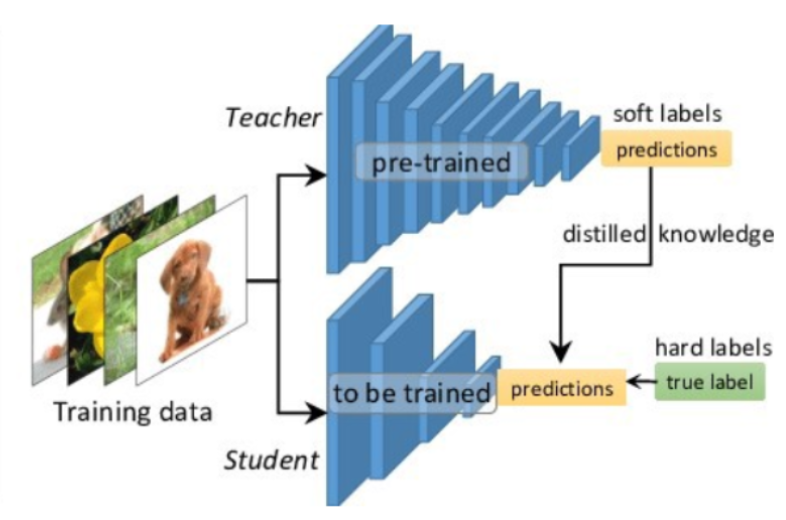 Teacher
soft labels
pre-trained
predictions
distilled knowledge
hard labels
to be trained
predictions
true label
Training data
Student